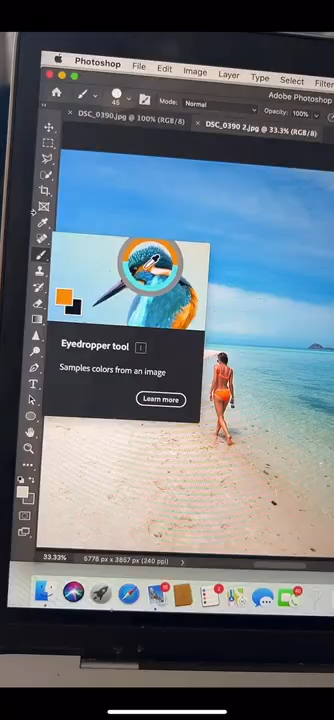 Photoshop File Edit Image Layer Type Select Filter
Adobe Photoshop
45 Mode: Normal Opacity: 100%
× DSC_0390.jpg @ 100% (RGB/8) × DSC_0390 2.jpg @ 33.3% (RGB/8)
Eyedropper tool I
Samples colors from an image
Learn more
T
33.33% 5776 px x 3857 px (240 ppi)